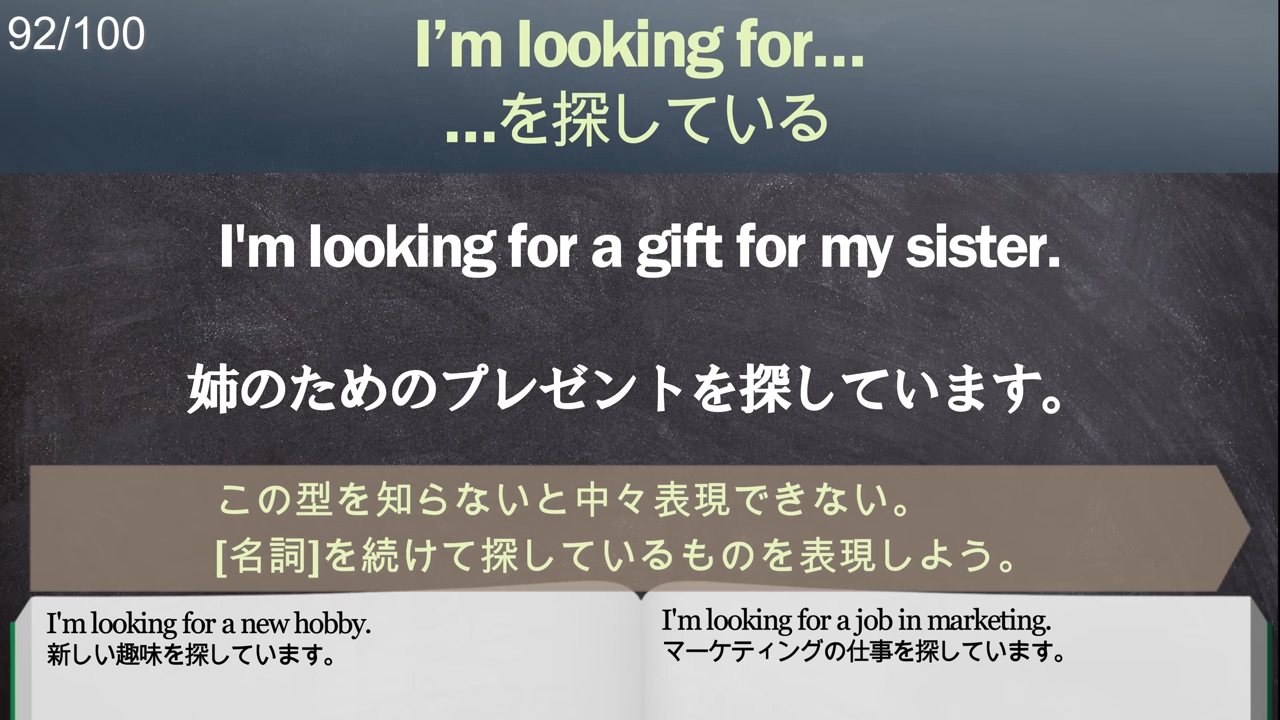 92/100
I’m looking for...
...を探している
I'm looking for a gift for my sister.
姉のためのプレゼントを探しています。
この型を知らないと中々表現できない。
[名詞]を続けて探しているものを表現しよう。
I'm looking for a new hobby.
新しい趣味を探しています。
I'm looking for a job in marketing.
マーケティングの仕事を探しています。